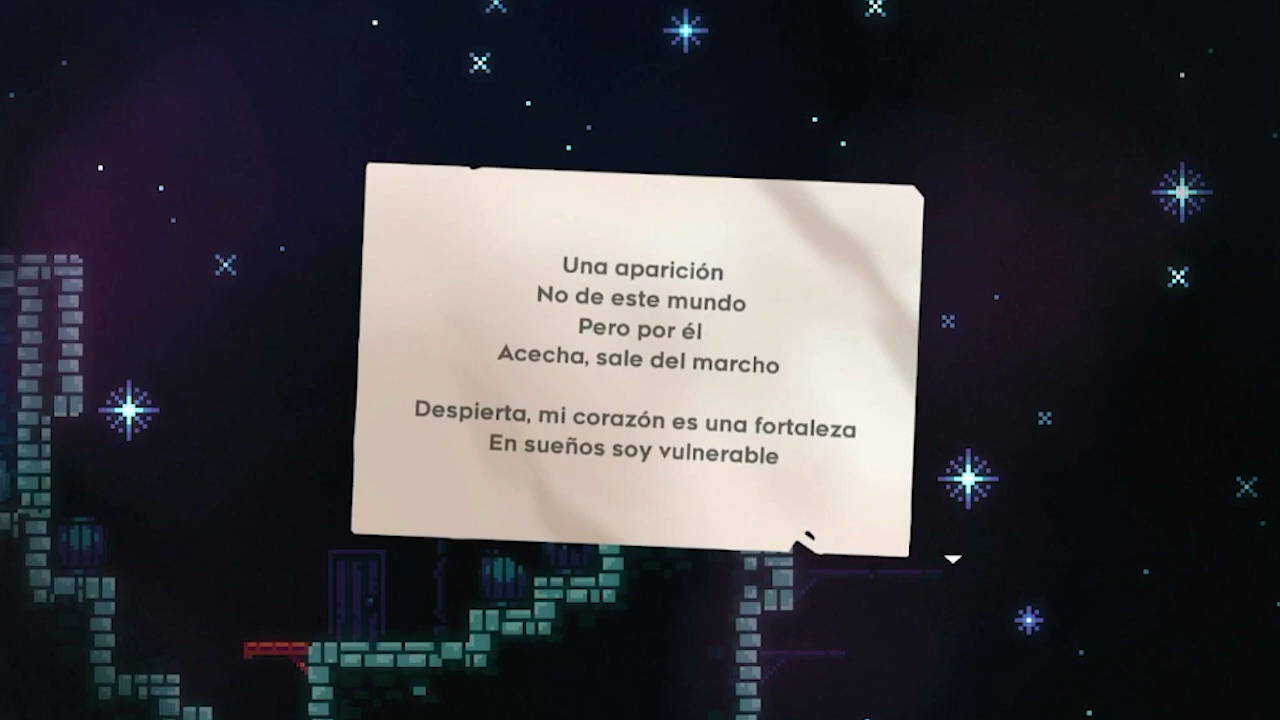 Una aparición
No de este mundo
Pero por él
Acecha, sale del marcho
Despierta, mi corazón es una fortaleza
En sueños soy vulnerable